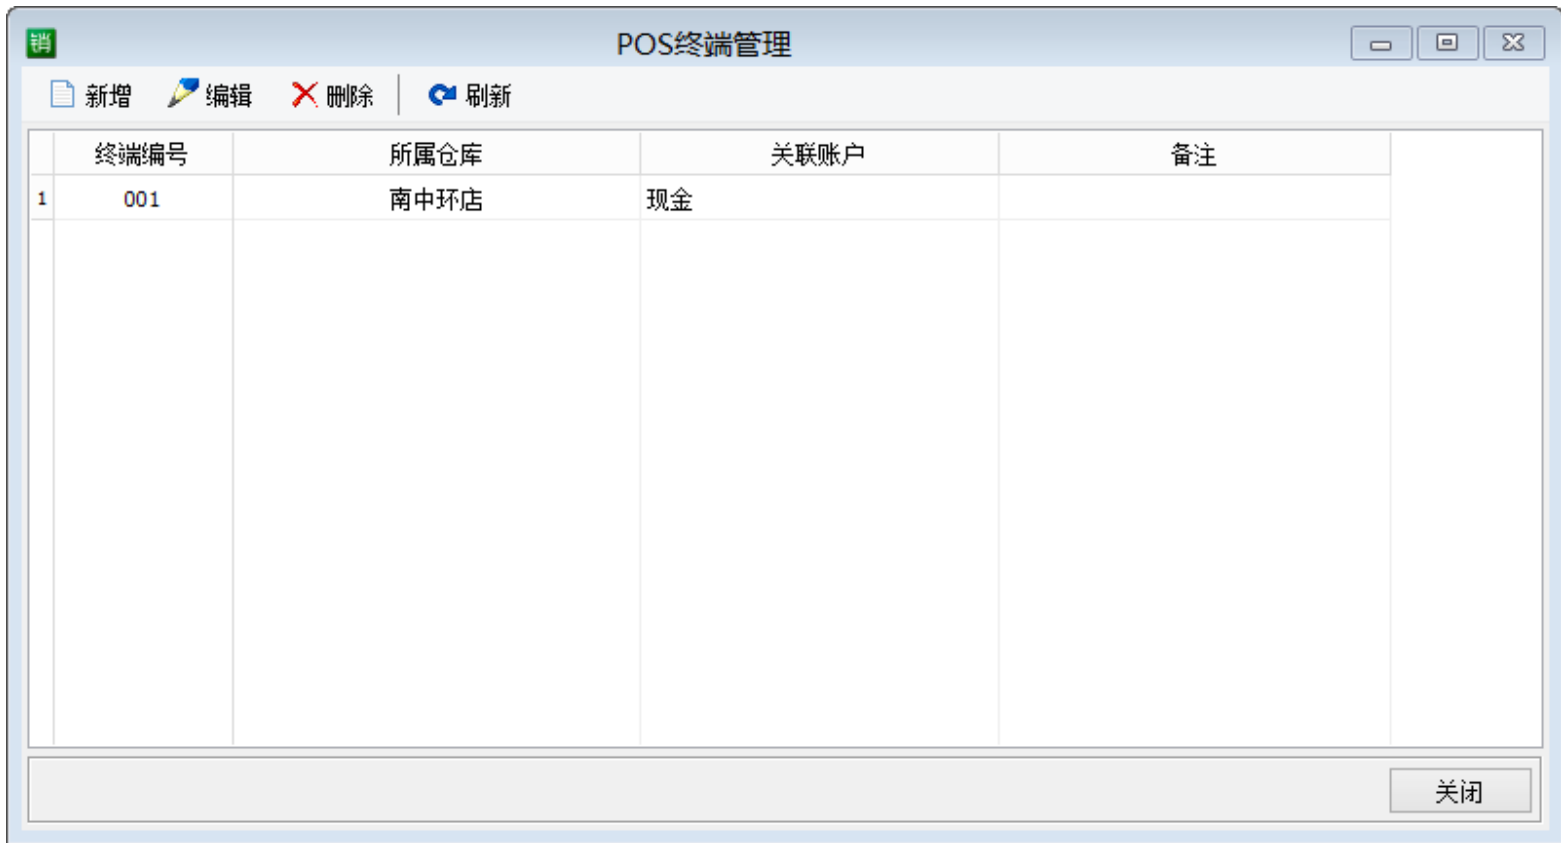 销 POS终端管理
新增 编辑 删除 刷新
终端编号 所属仓库 关联账户 备注
1 001 南中环店 现金
关闭